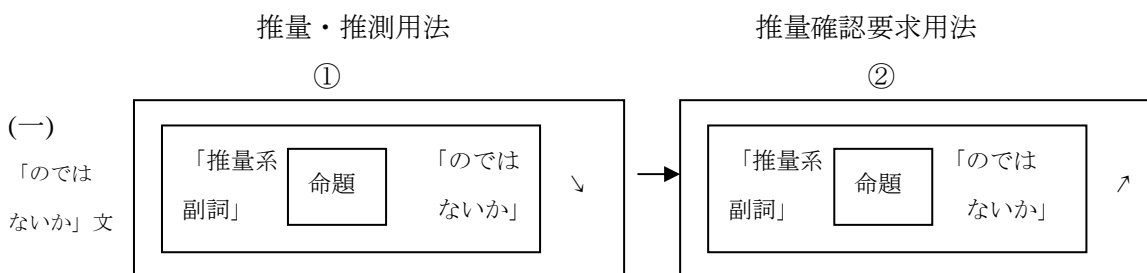 推量・推測用法 推量確認要求用法
① ②
(一)
「のでは
ないか」文
「推量系
副詞」
命題
「のでは
ないか」
↘
「推量系
副詞」
命題
「のでは
ないか」
↗